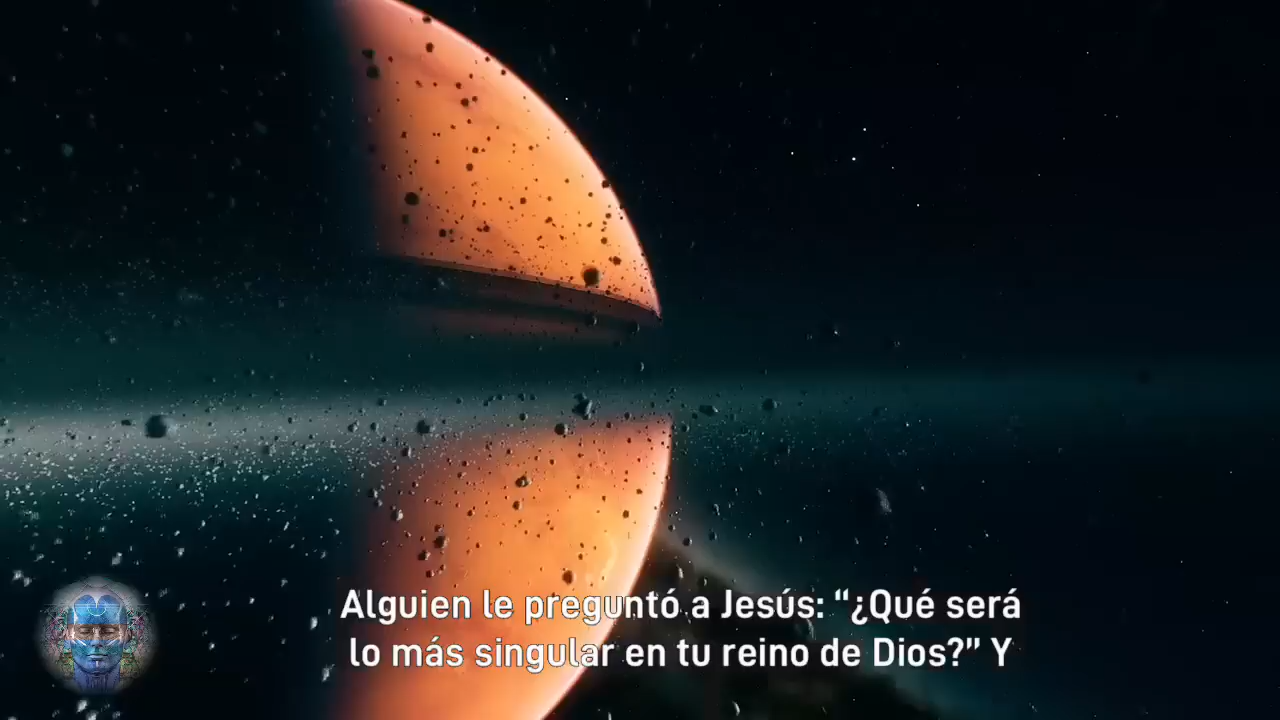 Alguien le preguntó a Jesús: “¿Qué será
lo más singular en tu reino de Dios?” Y